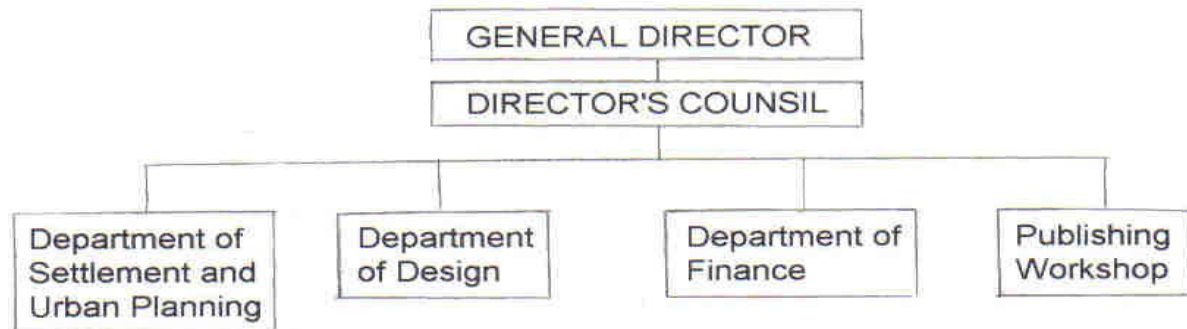 GENERAL DIRECTOR
DIRECTOR'S COUNSIL
Department of
Settlement and
Urban Planning
Department
of Design
Department of
Finance
Publishing
Workshop